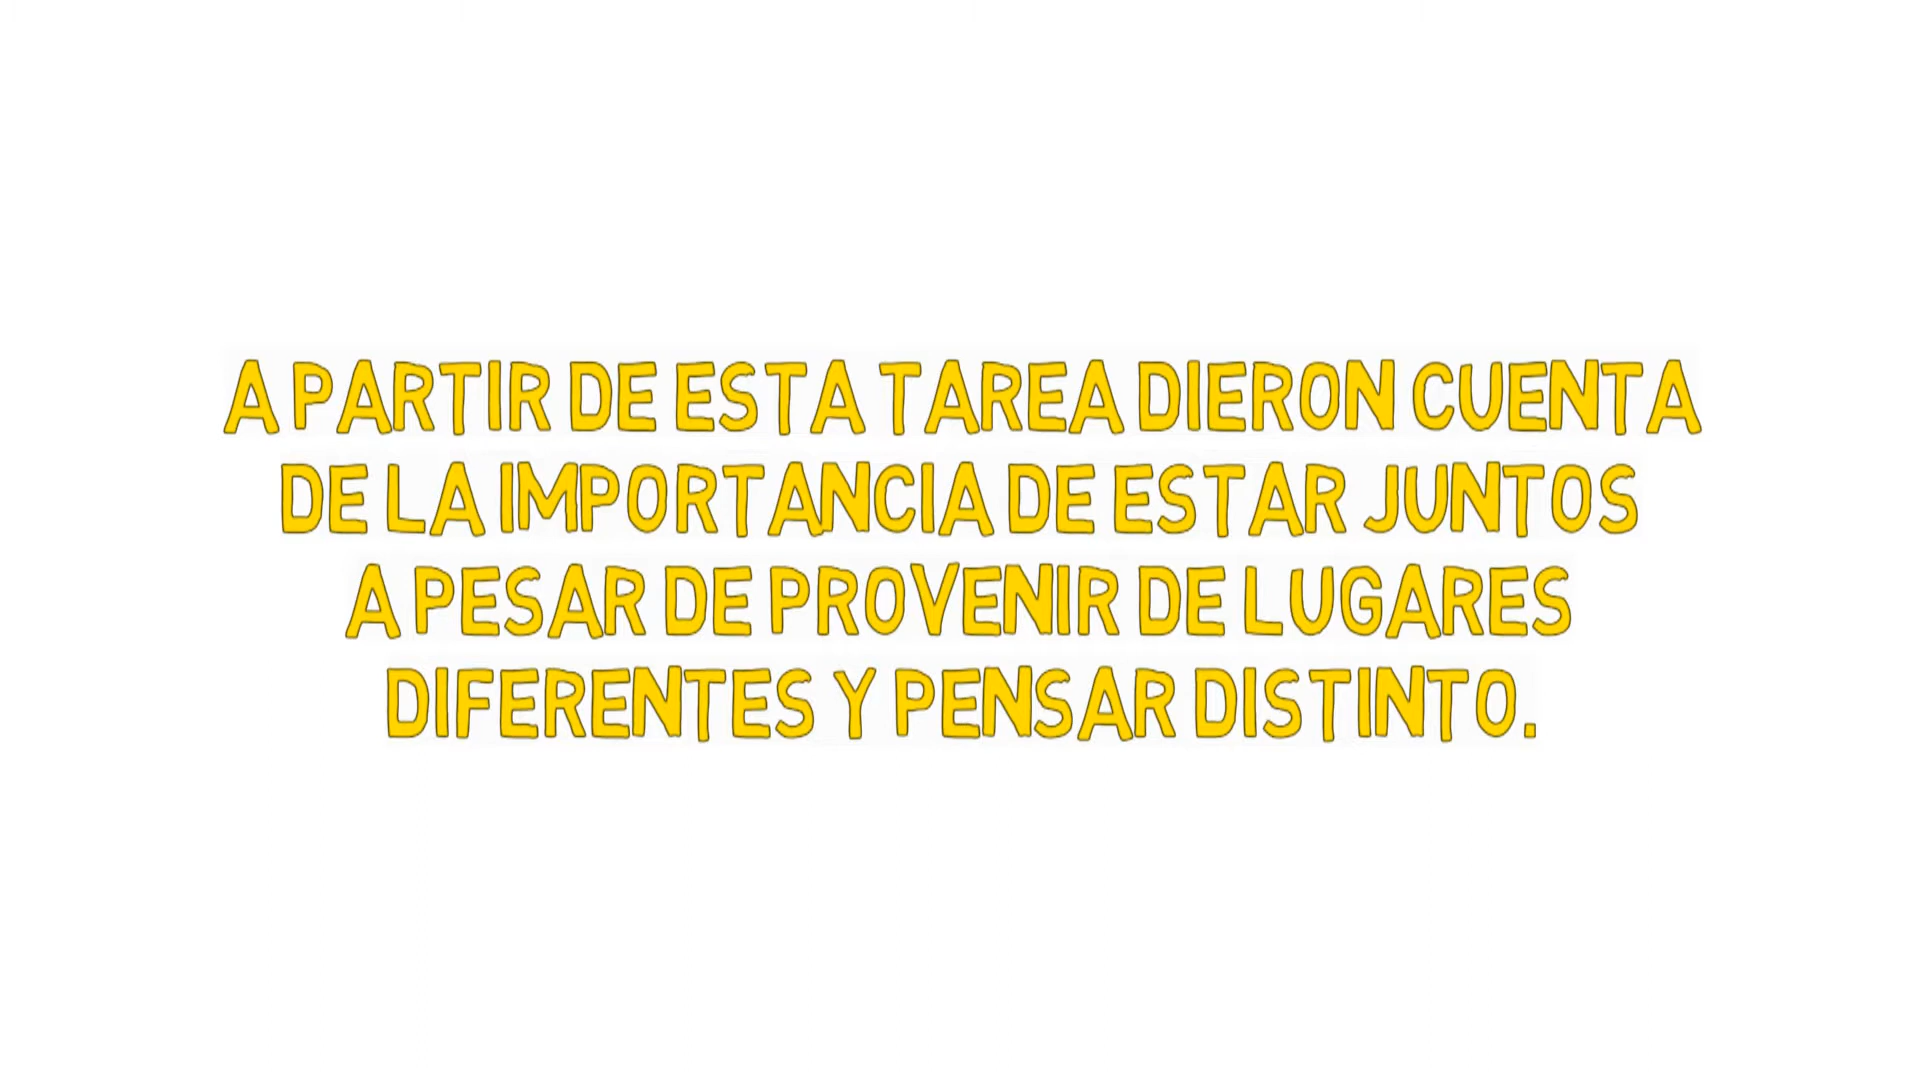 A PARTIR DE ESTA TAREA DIERON CUENTA
DE LA IMPORTANCIA DE ESTAR JUNTOS
A PESAR DE PROVENIR DE LUGARES
DIFERENTES Y PENSAR DISTINTO.